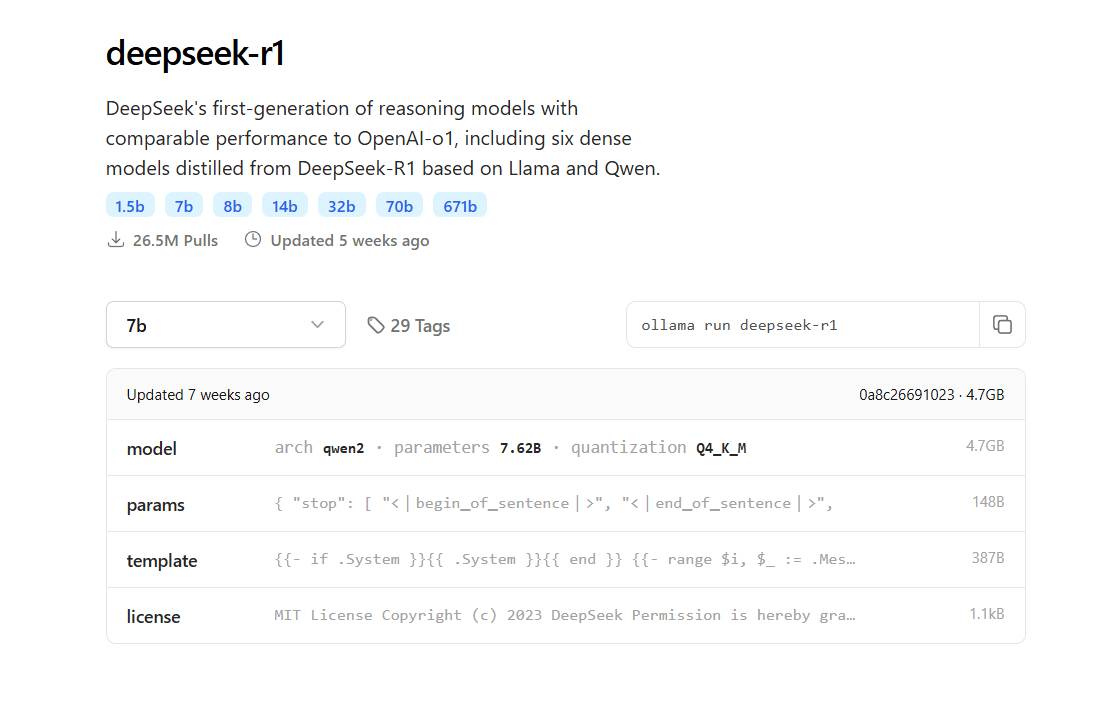 deepseek-r1
DeepSeek's first-generation of reasoning models with
comparable performance to OpenAI-o1, including six dense
models distilled from DeepSeek-R1 based on Llama and Qwen.
1.5b 7b 8b 14b 32b 70b 671b
26.5M Pulls Updated 5 weeks ago
7b 29 Tags ollama run deepseek-r1
Updated 7 weeks ago 0a8c26691023 · 4.7GB
model arch qwen2 · parameters 7.62B · quantization Q4_K_M 4.7GB
params { "stop": [ "<|begin_of_sentence|>", "<|end_of_sentence|>", 148B
template {{- if .System }}{{ .System }}{{ end }} {{- range $i, $_ := .Mes… 387B
license MIT License Copyright (c) 2023 DeepSeek Permission is hereby gra… 1.1kB